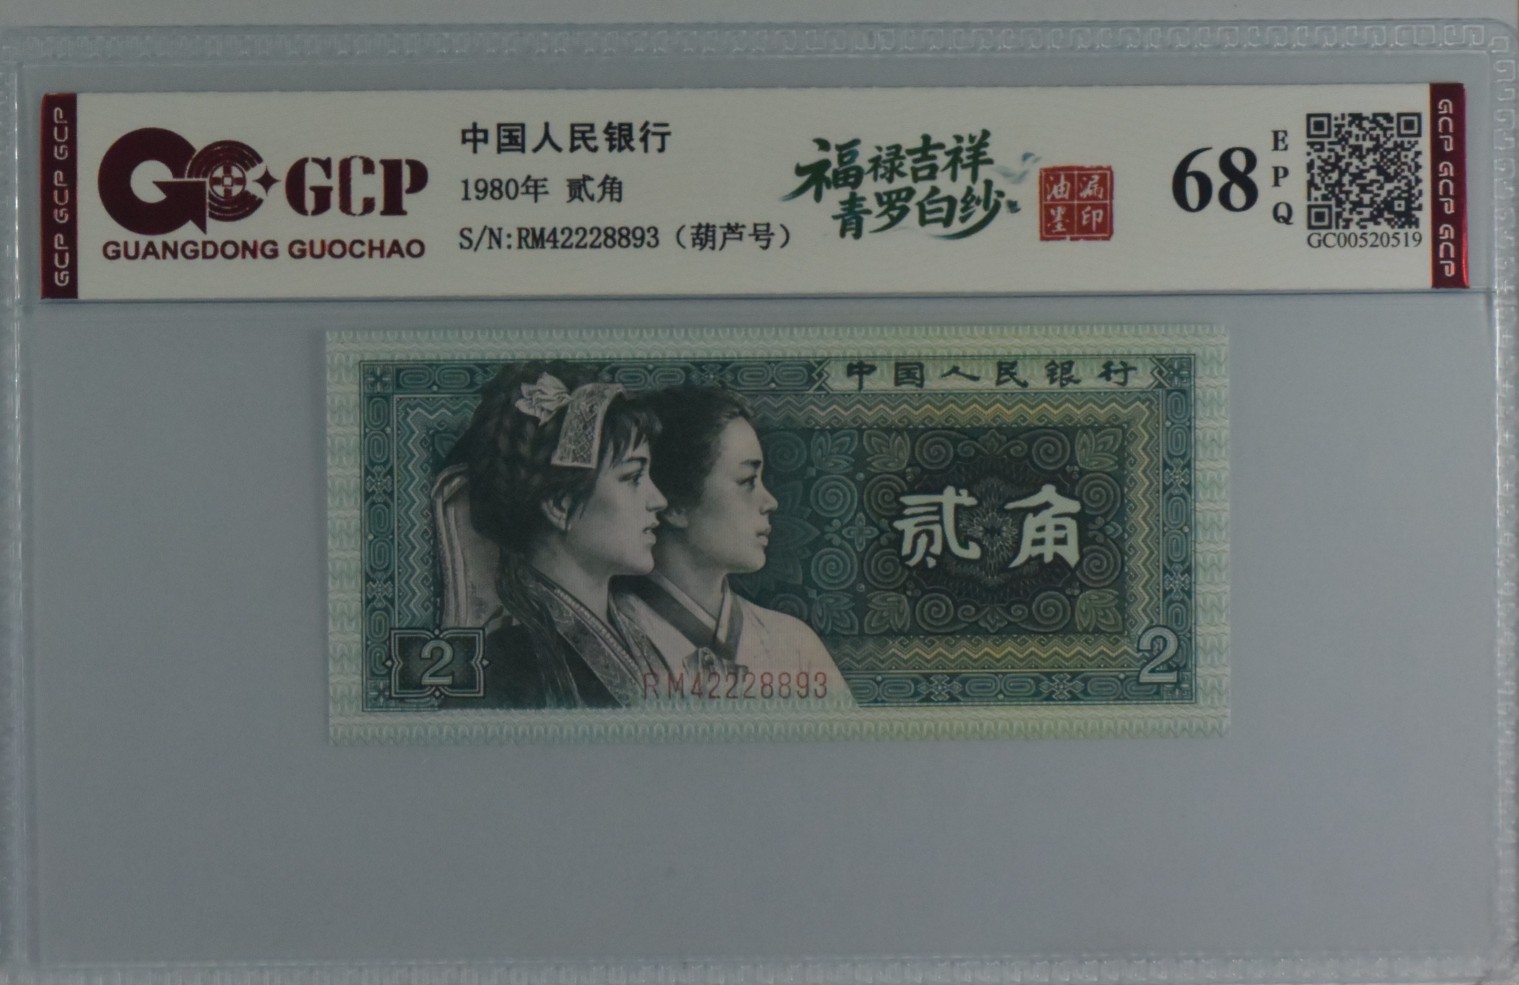 GCP GCP GCP
GCP
GUANGDONG GUOCHAO
中国人民银行
1980年 贰角
S/N:RM42228893（葫芦号）
福禄吉祥
青罗白纱
漏印
油墨
68
EPQ
GC00520519
GCP GCP GCP
中国人民银行
贰角
2
2
RM42228893